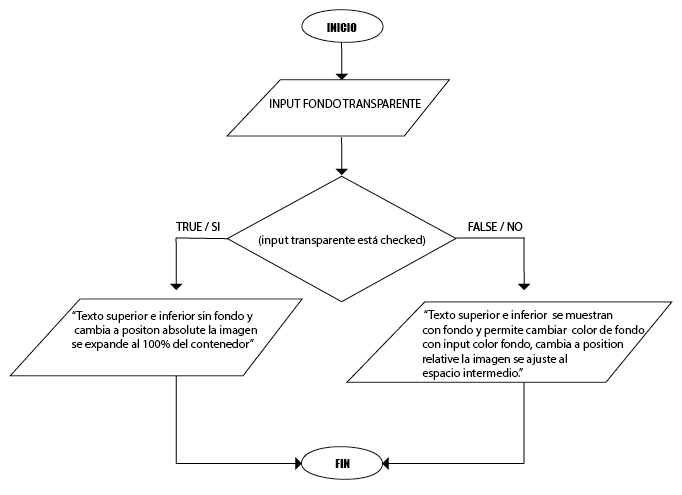 INICIO
INPUT FONDO TRANSPARENTE
TRUE / SI
FALSE / NO
(input transparente está checked)
“Texto superior e inferior sin fondo y
cambia a positon absolute la imagen
se expande al 100% del contenedor”
“Texto superior e inferior se muestran
con fondo y permite cambiar color de fondo
con input color fondo, cambia a position
relative la imagen se ajuste al
espacio intermedio.”
FIN